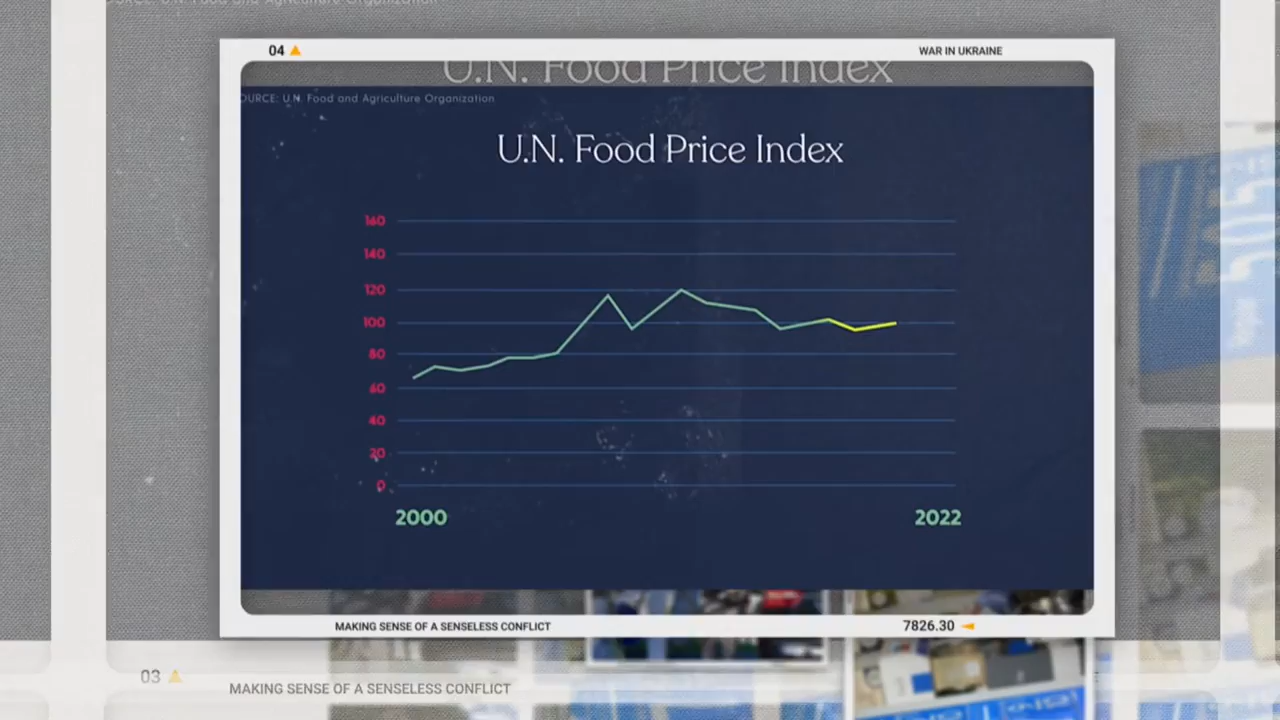 04
WAR IN UKRAINE
U.N. Food Price Index
OURCE: U.N. Food and Agriculture Organization
U.N. Food Price Index
160
140
120
100
80
60
40
20
0
2000
2022
MAKING SENSE OF A SENSELESS CONFLICT
7826.30
03
MAKING SENSE OF A SENSELESS CONFLICT